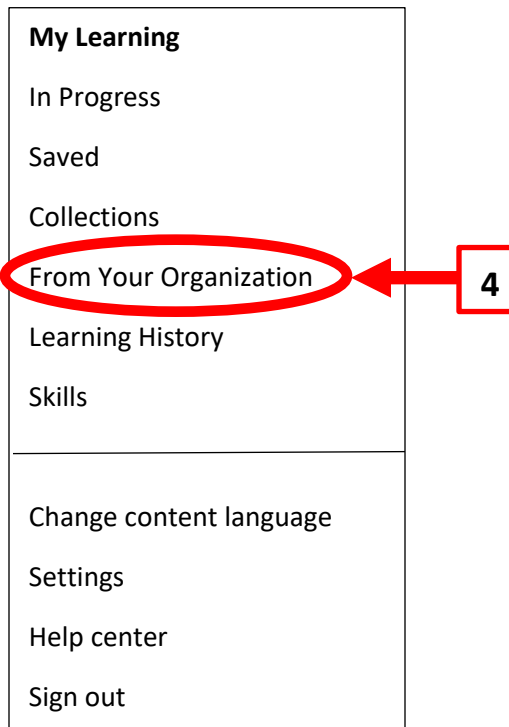 My Learning
In Progress
Saved
Collections
From Your Organization
4
Learning History
Skills
Change content language
Settings
Help center
Sign out